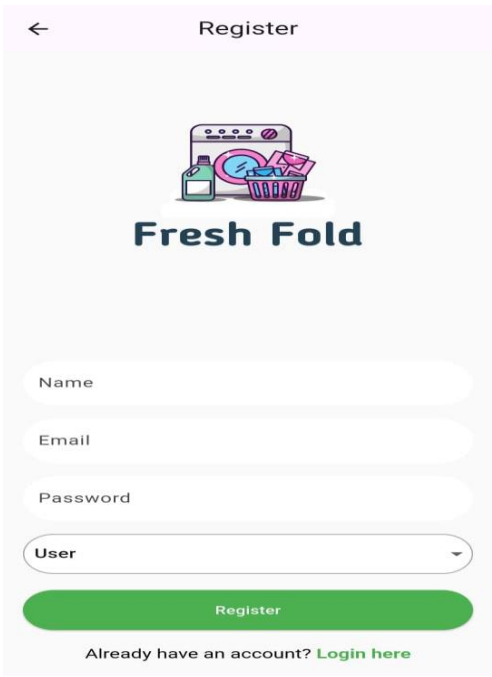 Register
Fresh Fold
Name
Email
Password
User
Register
Already have an account? Login here